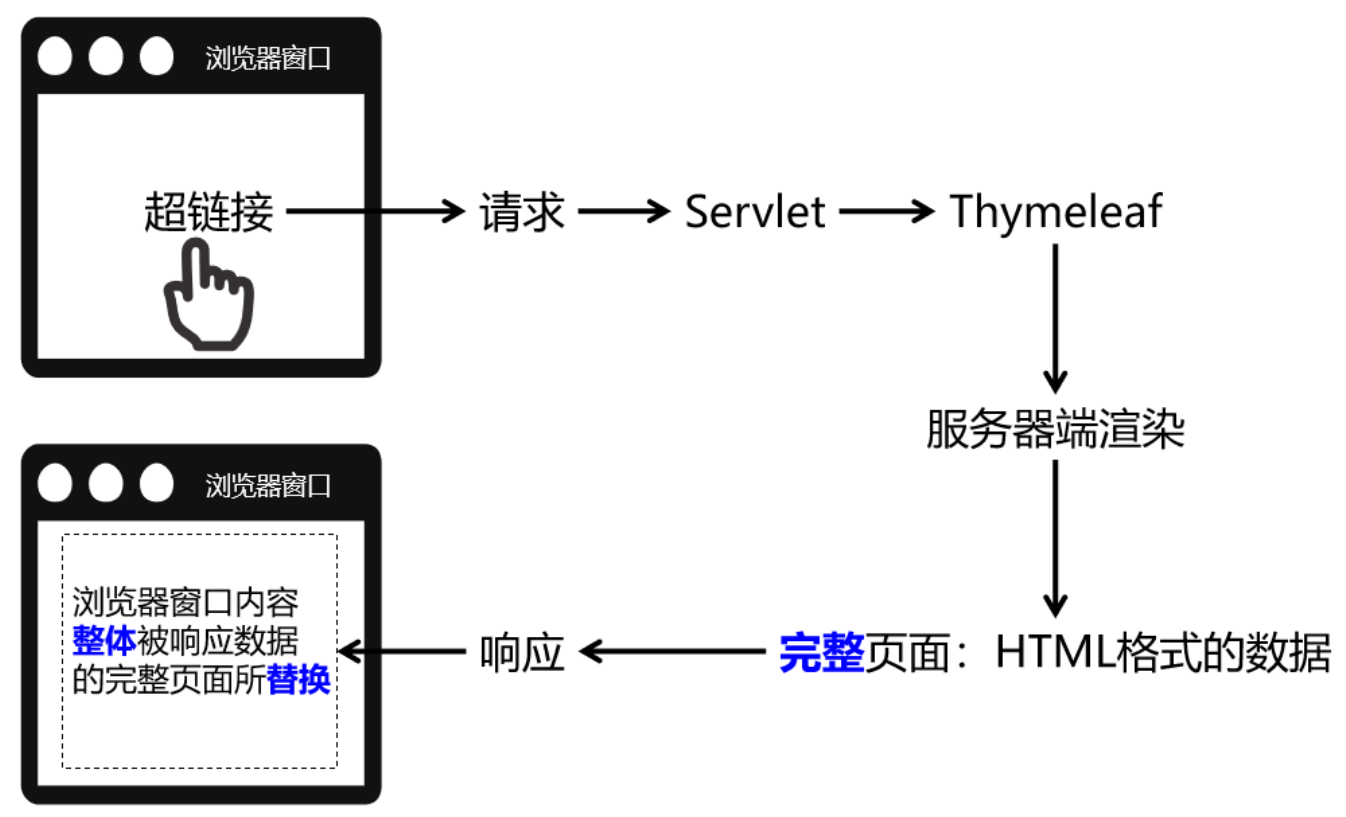 浏览器窗口
超链接
请求
Servlet
Thymeleaf
服务器端渲染
完整页面：HTML格式的数据
响应
浏览器窗口
浏览器窗口内容
整体被响应数据
的完整页面所替换